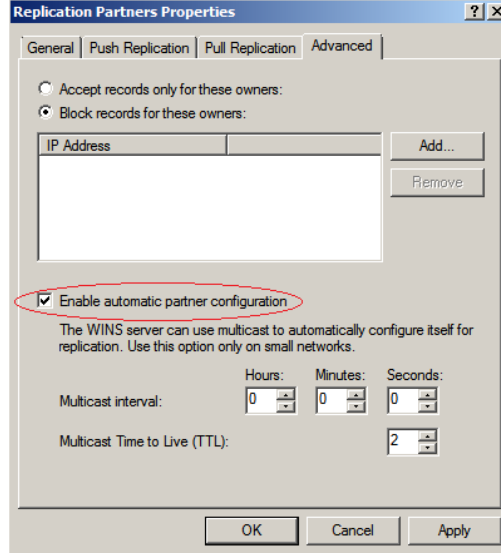 Replication Partners Properties
General Push Replication Pull Replication Advanced
Accept records only for these owners:
Block records for these owners:
IP Address
Add...
Remove
Enable automatic partner configuration
The WINS server can use multicast to automatically configure itself for
replication. Use this option only on small networks.
Hours: Minutes: Seconds:
Multicast interval: 0 0 0
Multicast Time to Live (TTL): 2
OK Cancel Apply